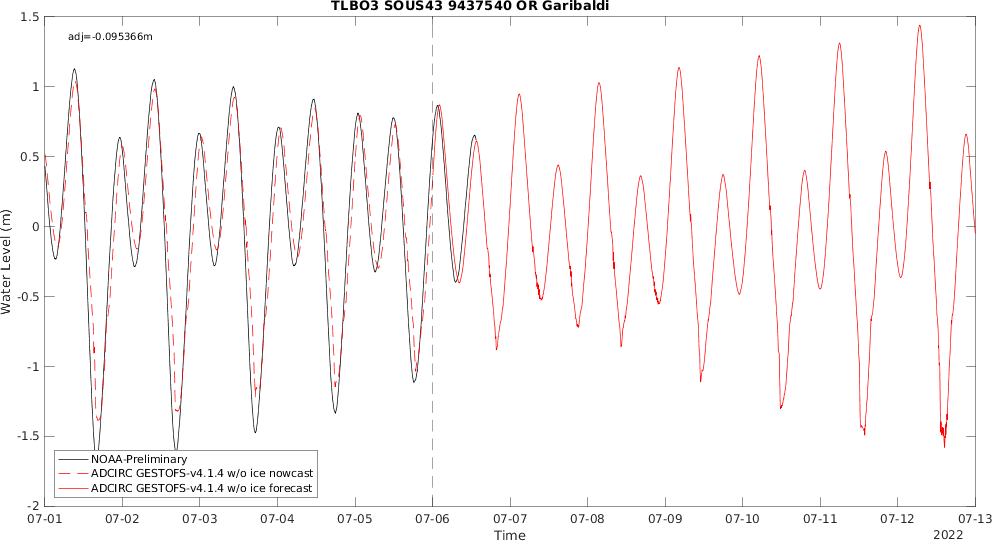 TLBO3 SOUS43 9437540 OR Garibaldi
adj=-0.095366m
1.5
1
0.5
0
-0.5
-1
-1.5
-2
Water Level (m)
NOAA-Preliminary
ADCIRC GESTOFS-v4.1.4 w/o ice nowcast
ADCIRC GESTOFS-v4.1.4 w/o ice forecast
07-01 07-02 07-03 07-04 07-05 07-06 07-07 07-08 07-09 07-10 07-11 07-12 07-13
Time
2022